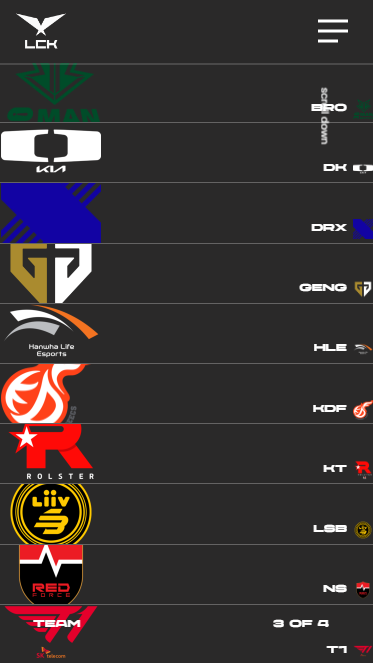 LCK
scroll down
BRO
MAN
KIA
DK
DRX
GENG
Hanwha Life
Esports
HLE
KDF
R
ROLSTER
KT
Liiv
LSB
RED
FORCE
NS
TEAM
3 OF 4
SK telecom
T1